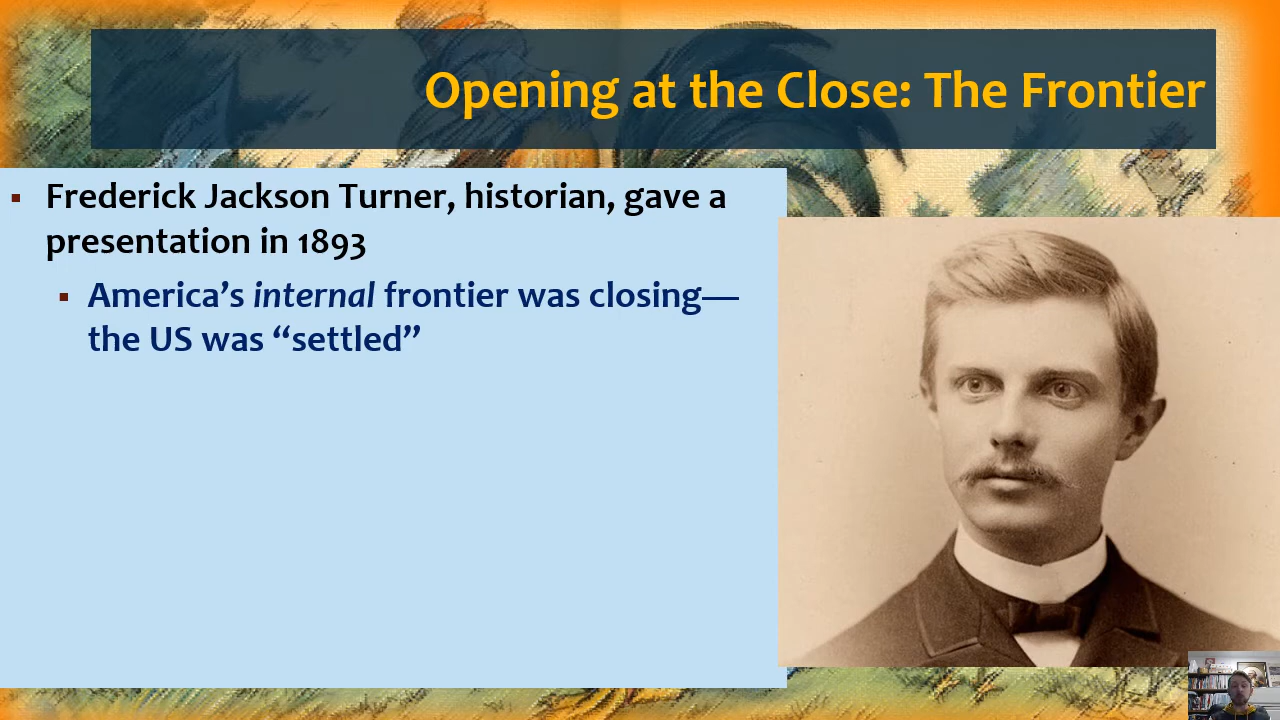 Opening at the Close: The Frontier
▪ Frederick Jackson Turner, historian, gave a
presentation in 1893
▪ America’s internal frontier was closing—
the US was “settled”